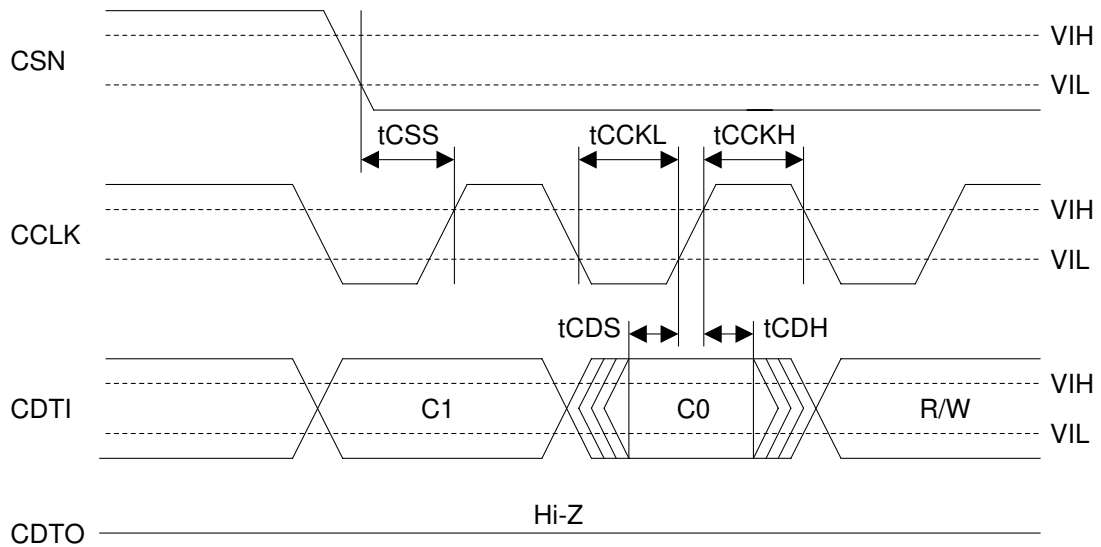 VIH
CSN
VIL
tCSS
tCCKL
tCCKH
VIH
CCLK
VIL
tCDS
tCDH
VIH
CDTI
C1
C0
R/W
VIL
Hi-Z
CDTO